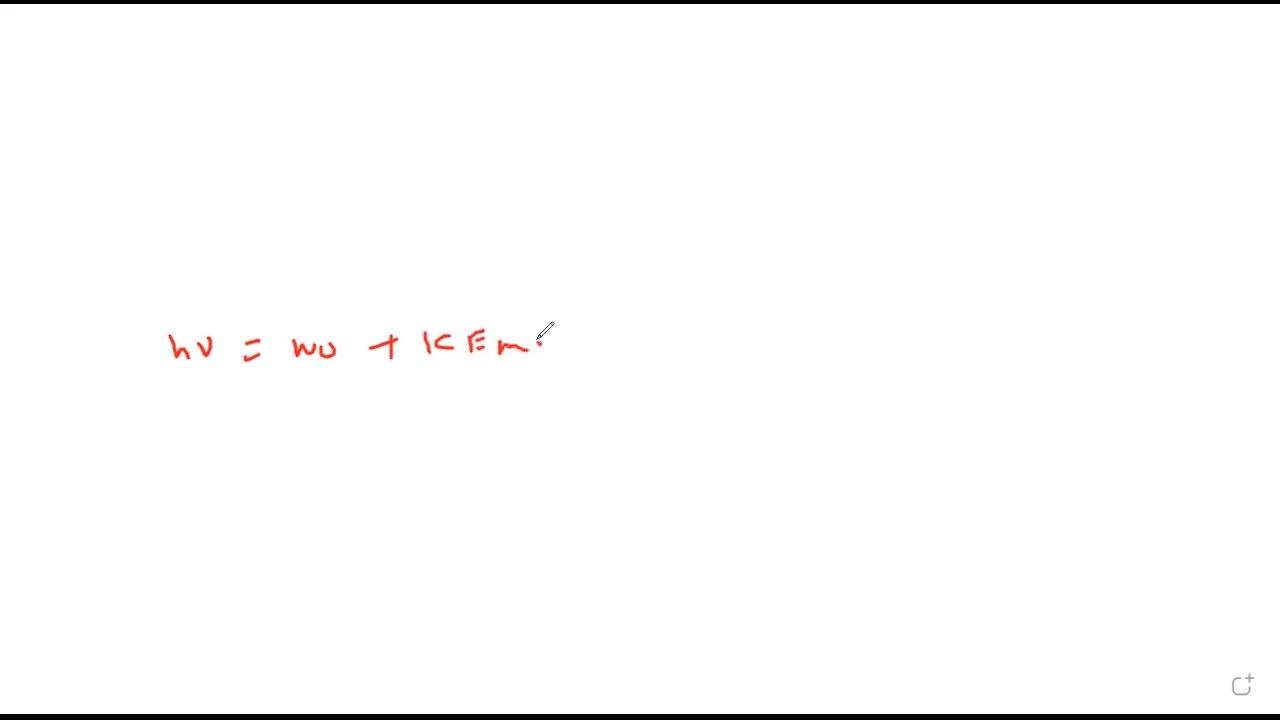 hν = wo + KEm